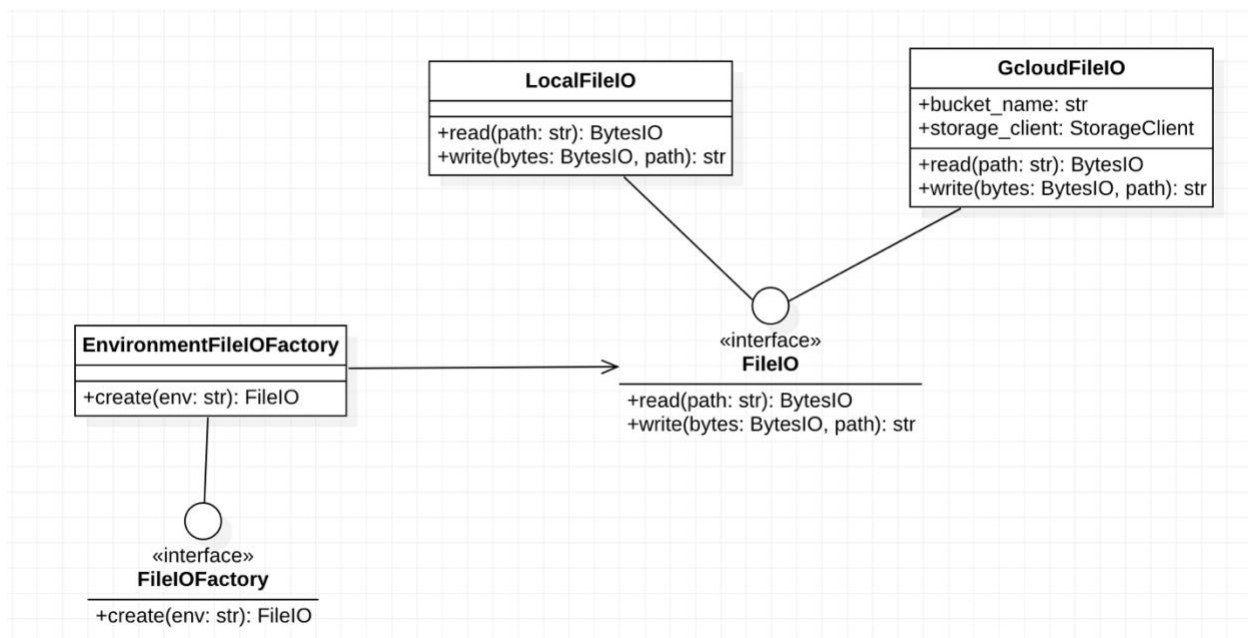 LocalFileIO
+read(path: str): BytesIO
+write(bytes: BytesIO, path): str
GcloudFileIO
+bucket_name: str
+storage_client: StorageClient
+read(path: str): BytesIO
+write(bytes: BytesIO, path): str
EnvironmentFileIOFactory
+create(env: str): FileIO
«interface»
FileIO
+read(path: str): BytesIO
+write(bytes: BytesIO, path): str
«interface»
FileIOFactory
+create(env: str): FileIO